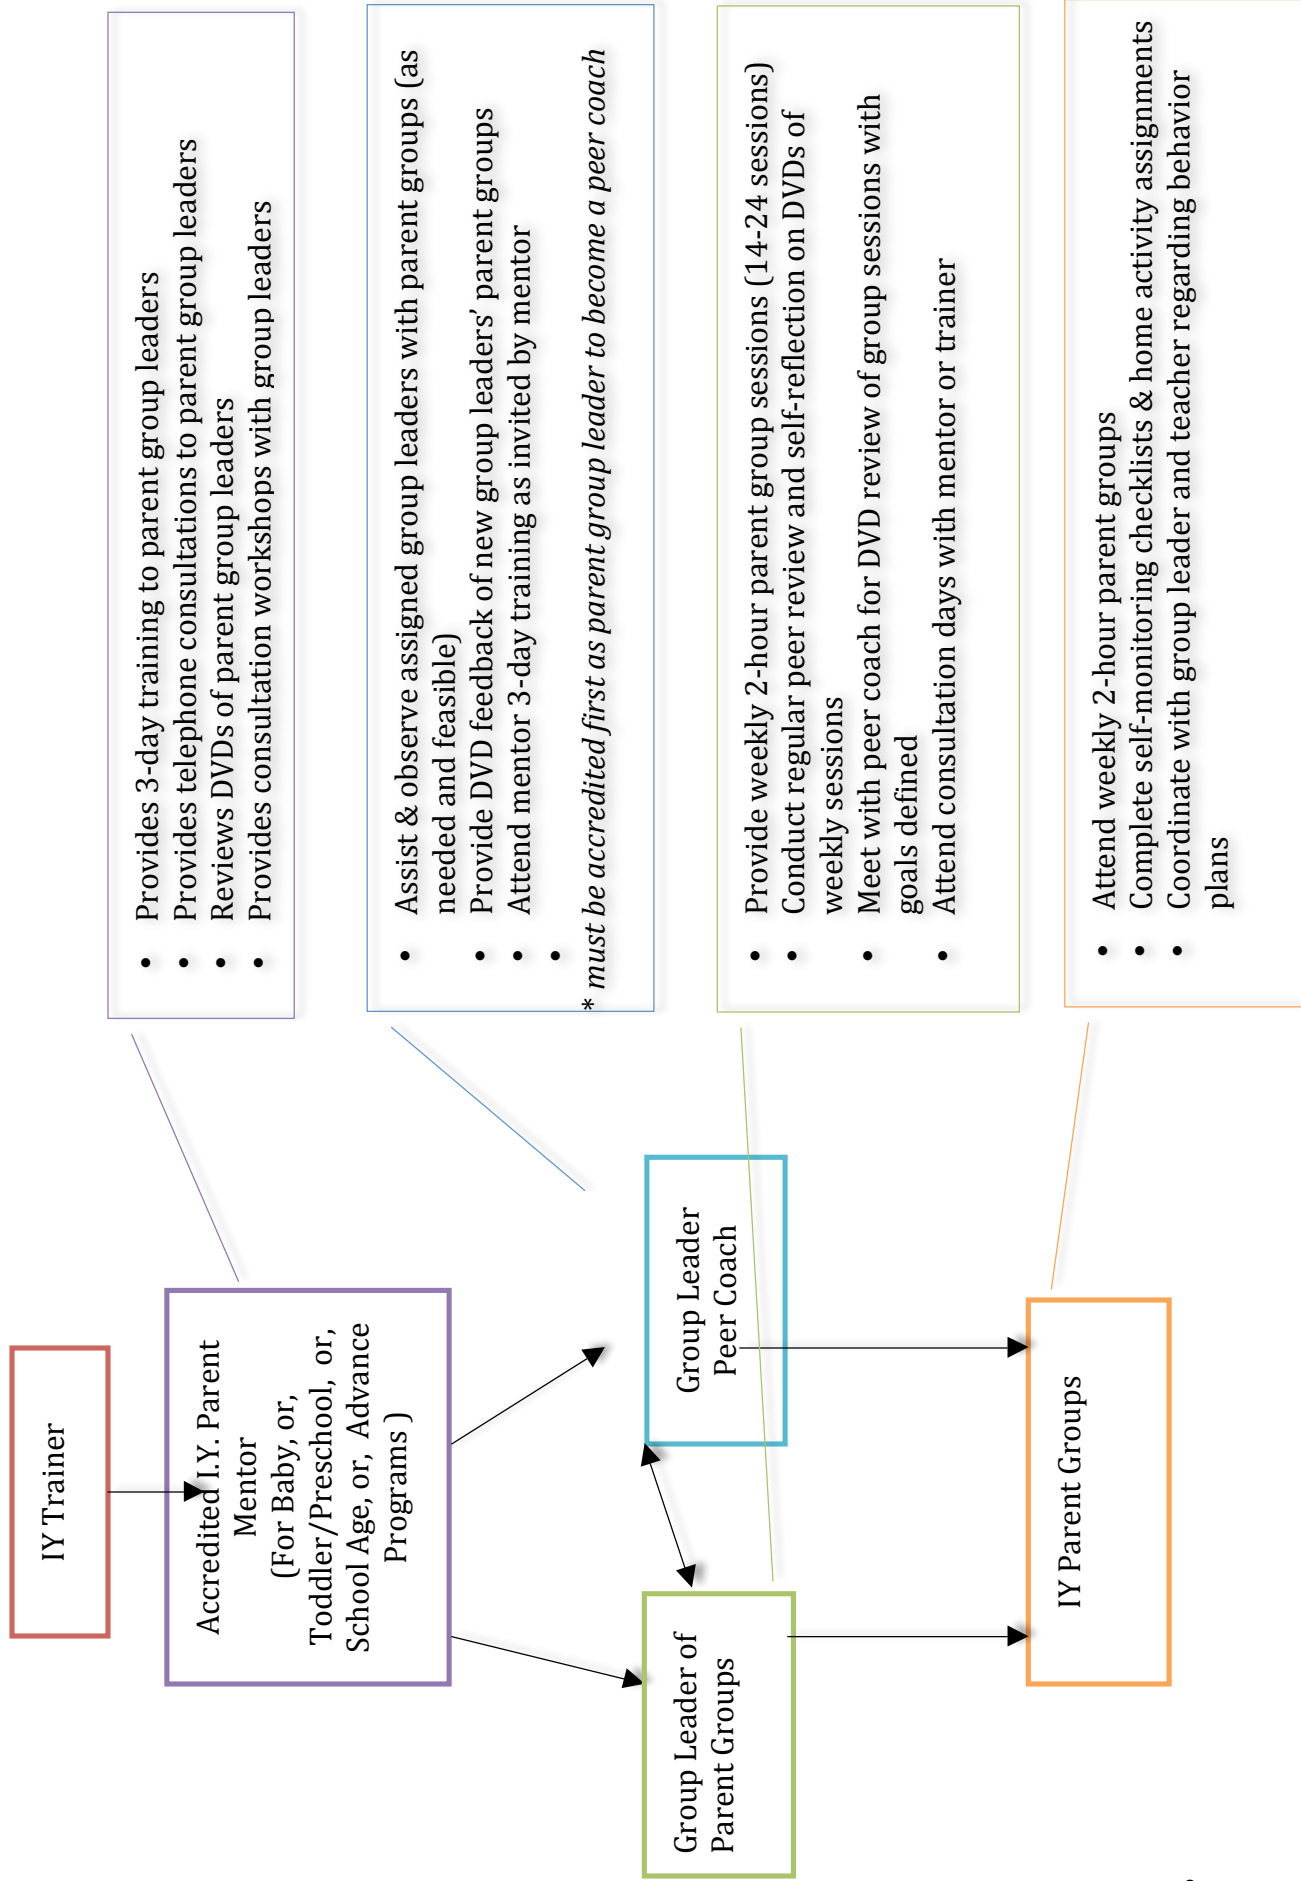 IY Trainer
Accredited I.Y. Parent
Mentor
(For Baby, or,
Toddler/Preschool, or,
School Age, or, Advance
Programs )
Group Leader of
Parent Groups
Group Leader
Peer Coach
IY Parent Groups
• Provides 3-day training to parent group leaders
• Provides telephone consultations to parent group leaders
• Reviews DVDs of parent group leaders
• Provides consultation workshops with group leaders
• Assist & observe assigned group leaders with parent groups (as
needed and feasible)
• Provide DVD feedback of new group leaders’ parent groups
• Attend mentor 3-day training as invited by mentor
•
* must be accredited first as parent group leader to become a peer coach
• Provide weekly 2-hour parent group sessions (14-24 sessions)
• Conduct regular peer review and self-reflection on DVDs of
weekly sessions
• Meet with peer coach for DVD review of group sessions with
goals defined
• Attend consultation days with mentor or trainer
• Attend weekly 2-hour parent groups
• Complete self-monitoring checklists & home activity assignments
• Coordinate with group leader and teacher regarding behavior
plans